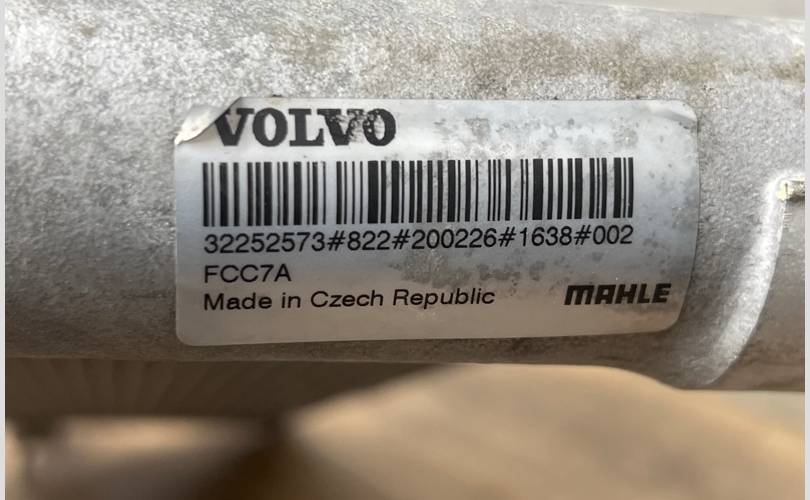 VOLVO
32252573#822#200226#1638#002
FCC7A
Made in Czech Republic
MAHLE